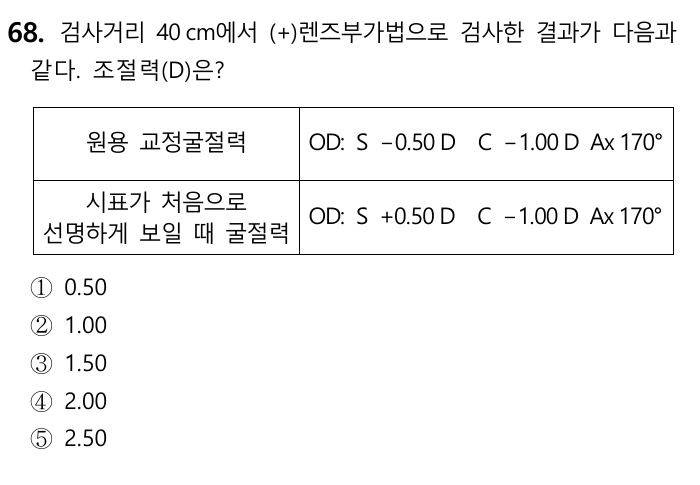 68. 검사거리 40 cm에서 (+)렌즈부가법으로 검사한 결과가 다음과
같다. 조절력(D)은?
원용 교정굴절력 OD: S −0.50 D C −1.00 D Ax 170°
시표가 처음으로
선명하게 보일 때 굴절력 OD: S +0.50 D C −1.00 D Ax 170°
① 0.50
② 1.00
③ 1.50
④ 2.00
⑤ 2.50